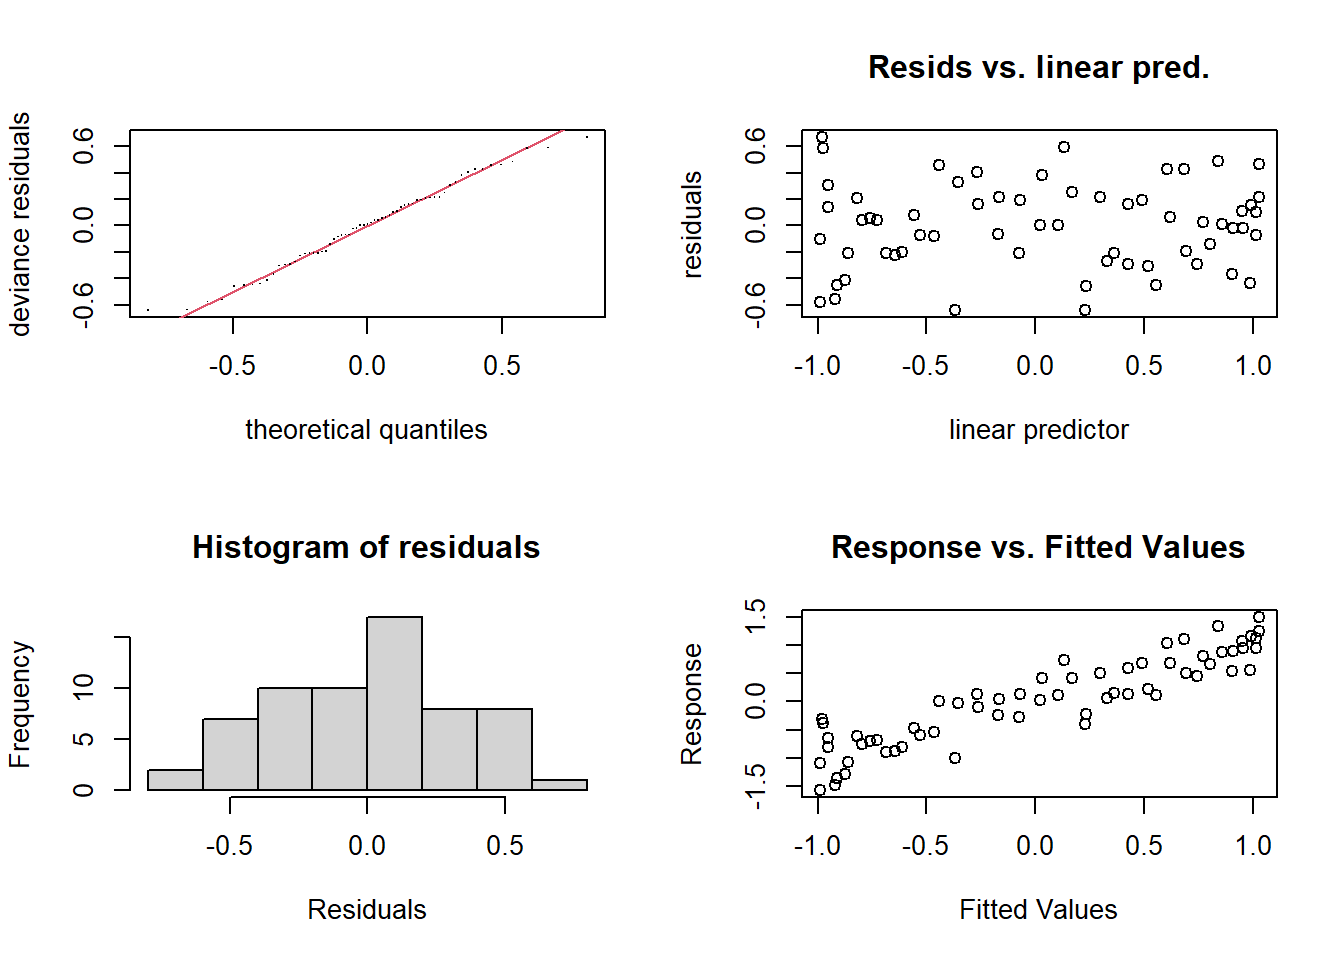 deviance residuals
0.6
0.0
-0.6
-0.5 0.0 0.5
theoretical quantiles
Resids vs. linear pred.
residuals
0.6
0.0
-0.6
-1.0 -0.5 0.0 0.5 1.0
linear predictor
Histogram of residuals
Frequency
10
5
0
-0.5 0.0 0.5
Residuals
Response vs. Fitted Values
Response
1.5
0.0
-1.5
-1.0 -0.5 0.0 0.5 1.0
Fitted Values